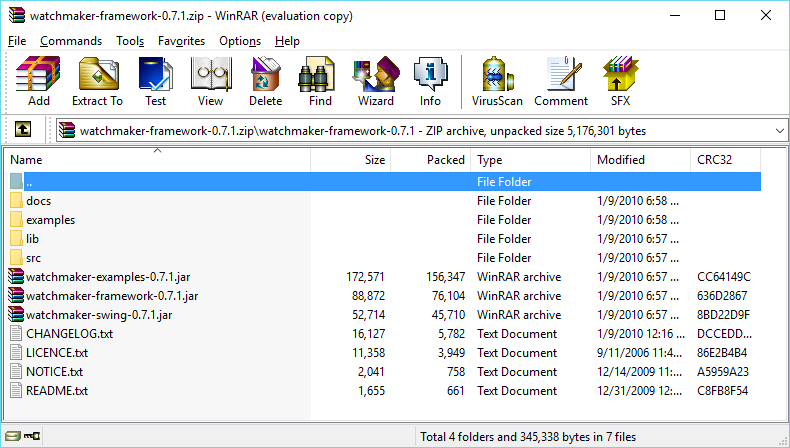 watchmaker-framework-0.7.1.zip - WinRAR (evaluation copy)
File Commands Tools Favorites Options Help
Add Extract To Test View Delete Find Wizard Info VirusScan Comment SFX
watchmaker-framework-0.7.1.zip\watchmaker-framework-0.7.1 - ZIP archive, unpacked size 5,176,301 bytes
Name Size Packed Type Modified CRC32
.. File Folder
docs File Folder 1/9/2010 6:58 ...
examples File Folder 1/9/2010 6:58 ...
lib File Folder 1/9/2010 6:57 ...
src File Folder 1/9/2010 6:57 ...
watchmaker-examples-0.7.1.jar 172,571 156,347 WinRAR archive 1/9/2010 6:57 ... CC64149C
watchmaker-framework-0.7.1.jar 88,872 76,104 WinRAR archive 1/9/2010 6:57 ... 636D2867
watchmaker-swing-0.7.1.jar 52,714 45,710 WinRAR archive 1/9/2010 6:57 ... 8BD22D9F
CHANGELOG.txt 16,127 5,782 Text Document 1/9/2010 12:16 ... DCCEDD...
LICENCE.txt 11,358 3,949 Text Document 9/11/2006 11:4... 86E2B4B4
NOTICE.txt 2,041 758 Text Document 12/14/2009 11:... A5959A23
README.txt 1,655 661 Text Document 12/31/2009 12:... C8FB8F54
Total 4 folders and 345,338 bytes in 7 files